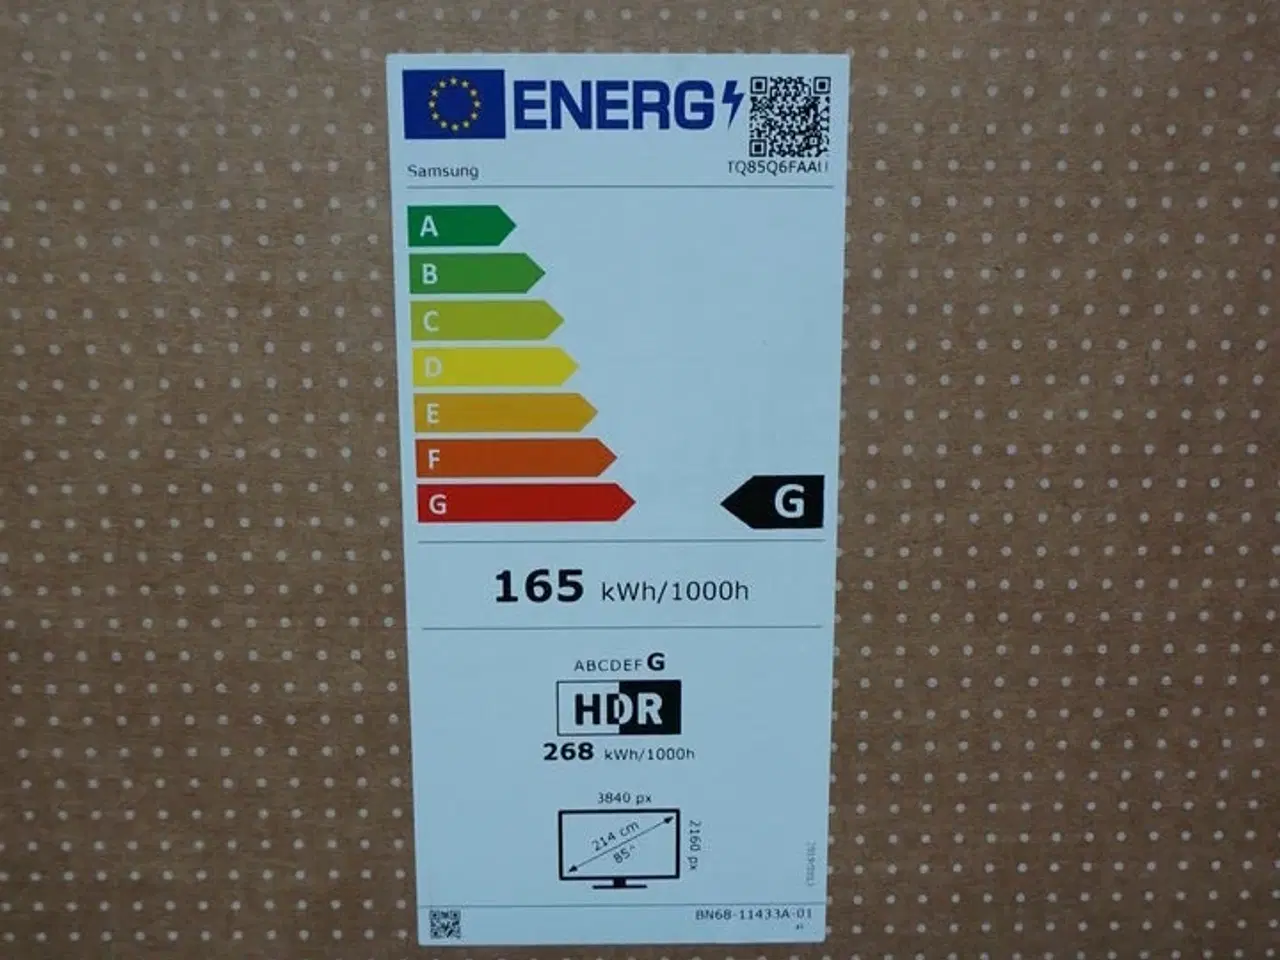 ENERG
Samsung
TQ85Q6FAAU
A
B
C
D
E
F
G
G
165 kWh/1000h
ABCDEFG
HDR
268 kWh/1000h
3840 px
214 cm
85"
2160 px
BN68-11433A-01